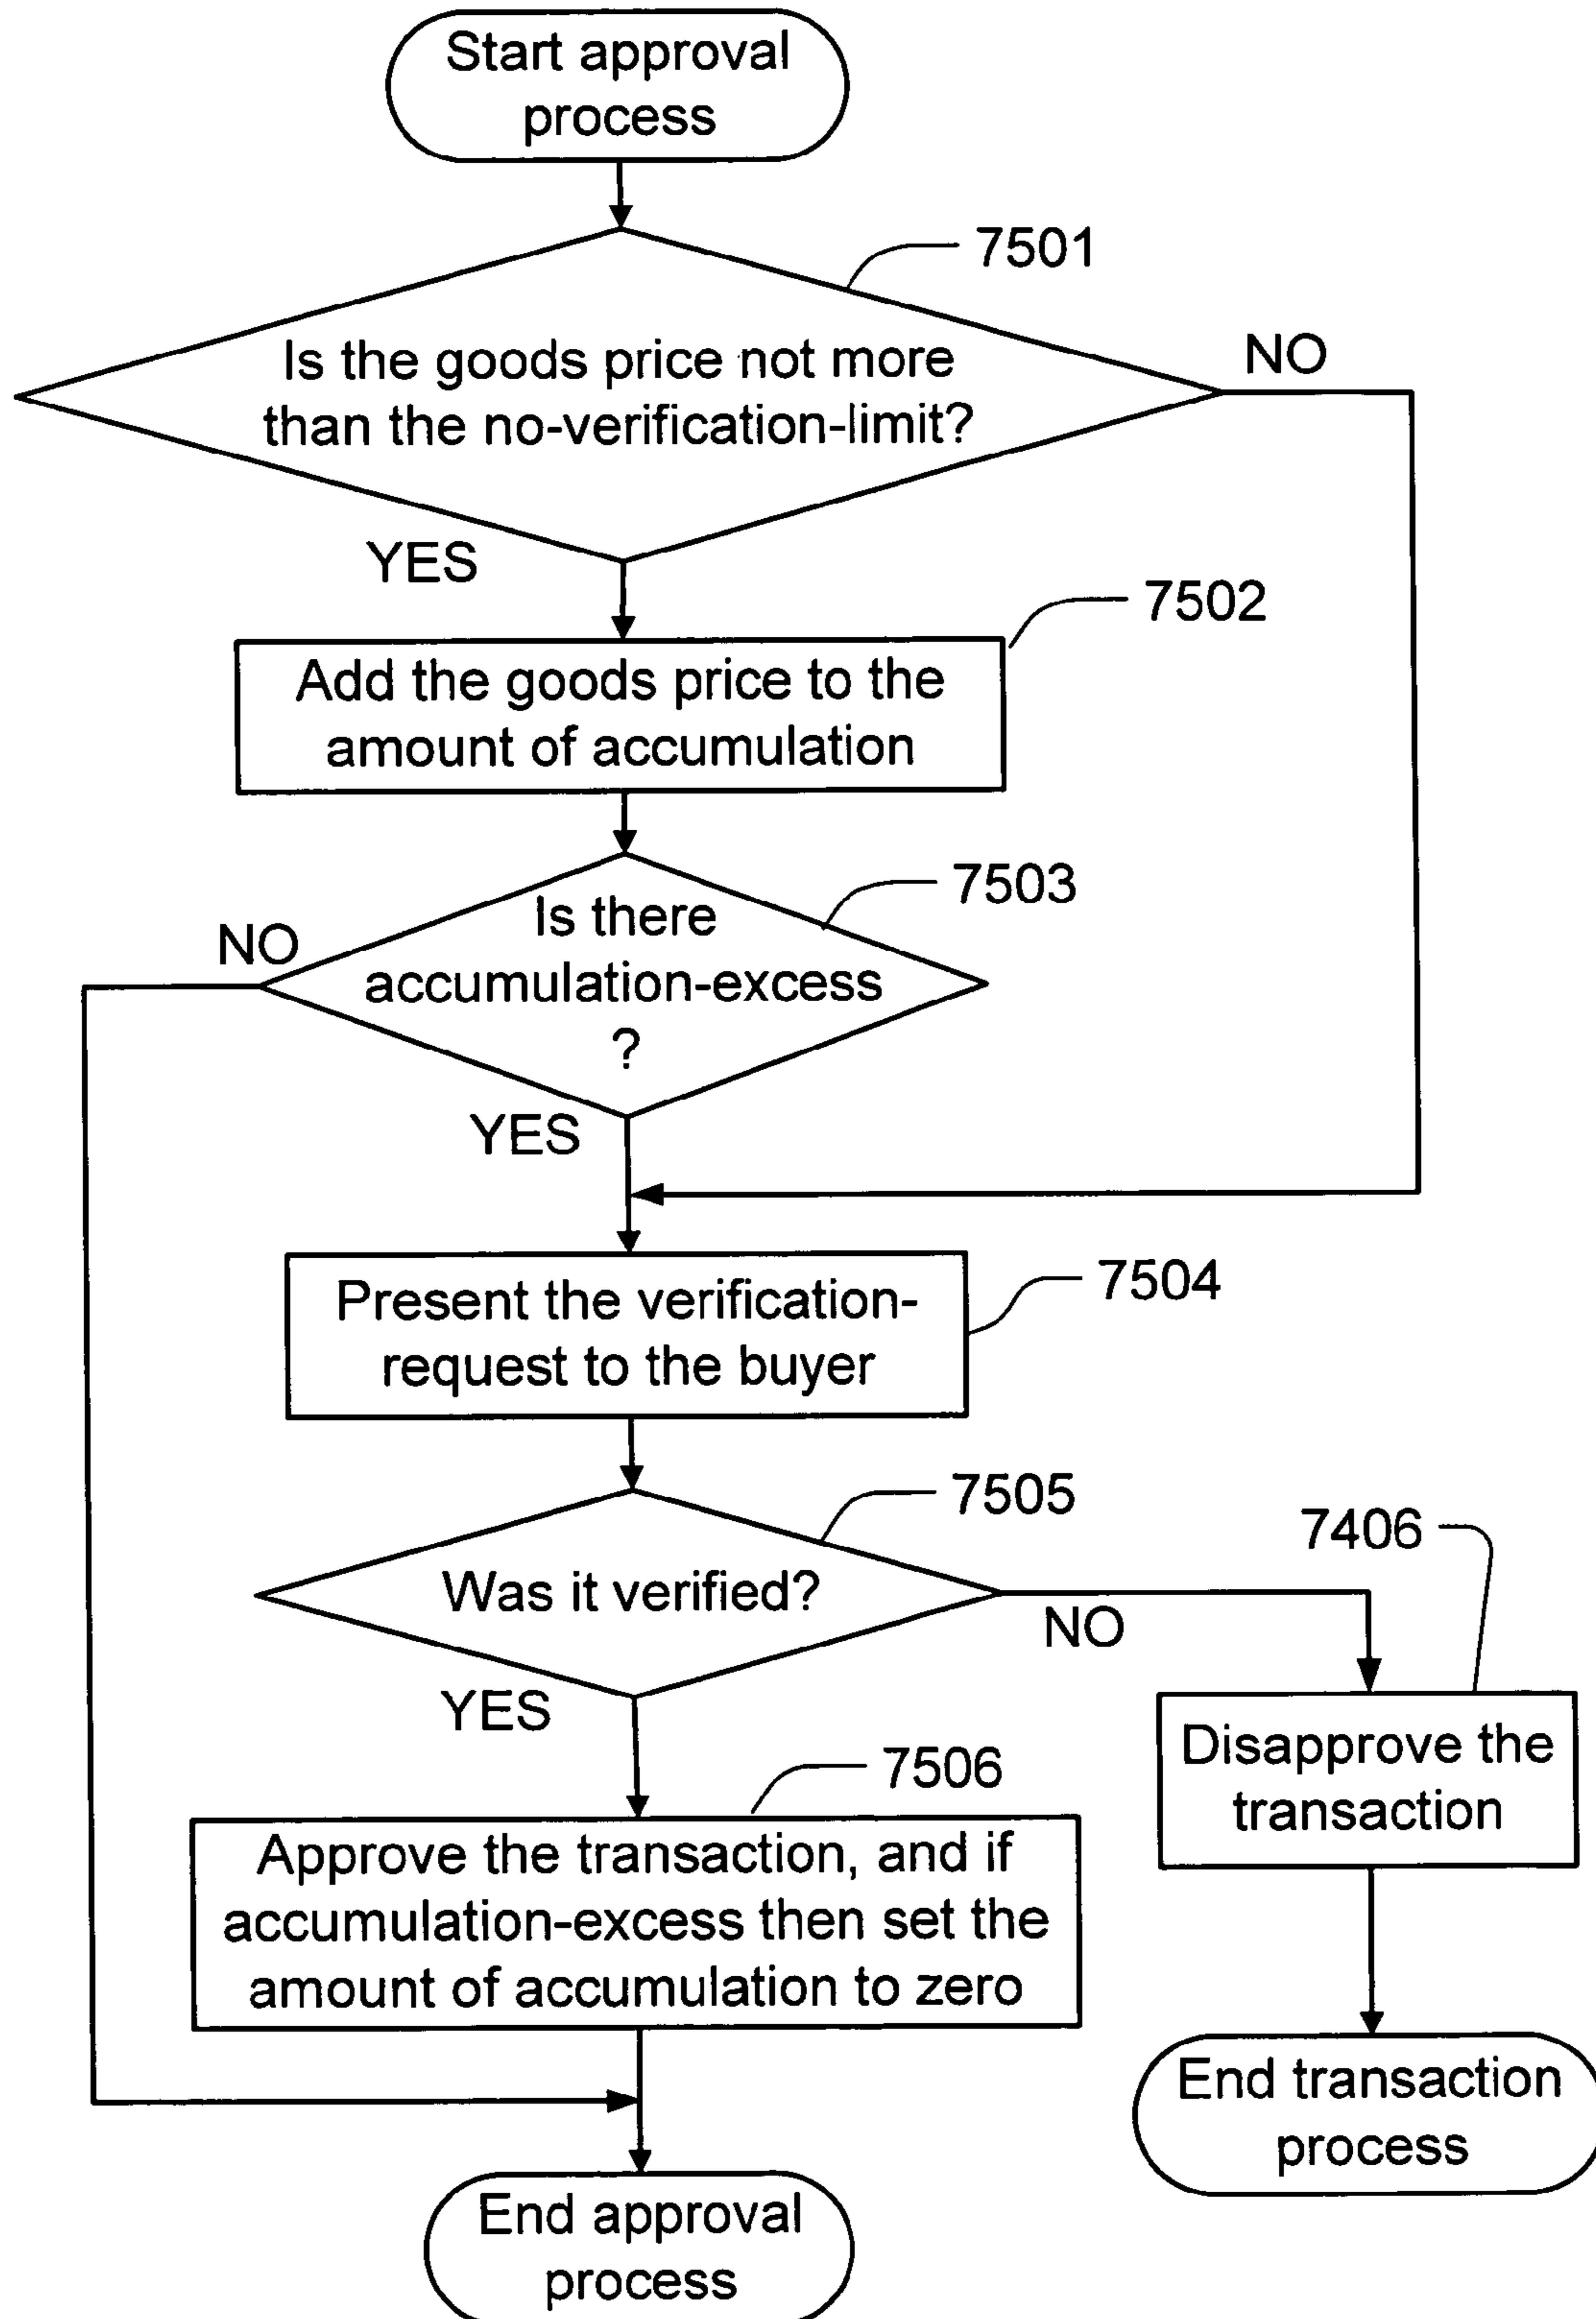 Start approval
process
7501
Is the goods price not more
than the no-verification-limit?
NO
YES
7502
Add the goods price to the
amount of accumulation
7503
Is there
accumulation-excess
?
NO
YES
7504
Present the verification-
request to the buyer
7505
Was it verified?
NO
7406
YES
Disapprove the
transaction
7506
Approve the transaction, and if
accumulation-excess then set the
amount of accumulation to zero
End transaction
process
End approval
process